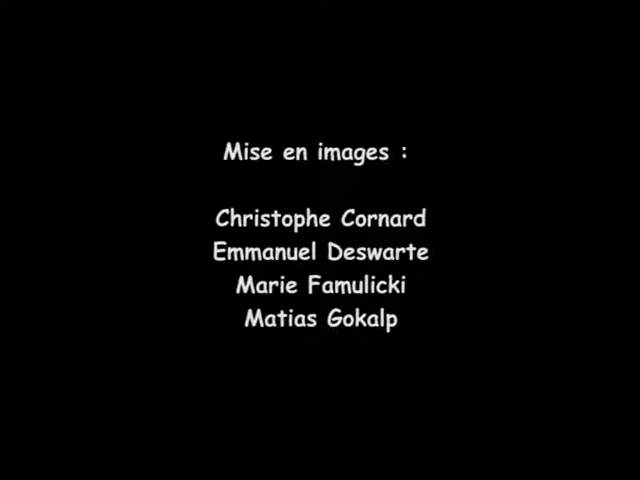 Mise en images :
Christophe Cornard
Emmanuel Deswarte
Marie Famulicki
Matias Gokalp